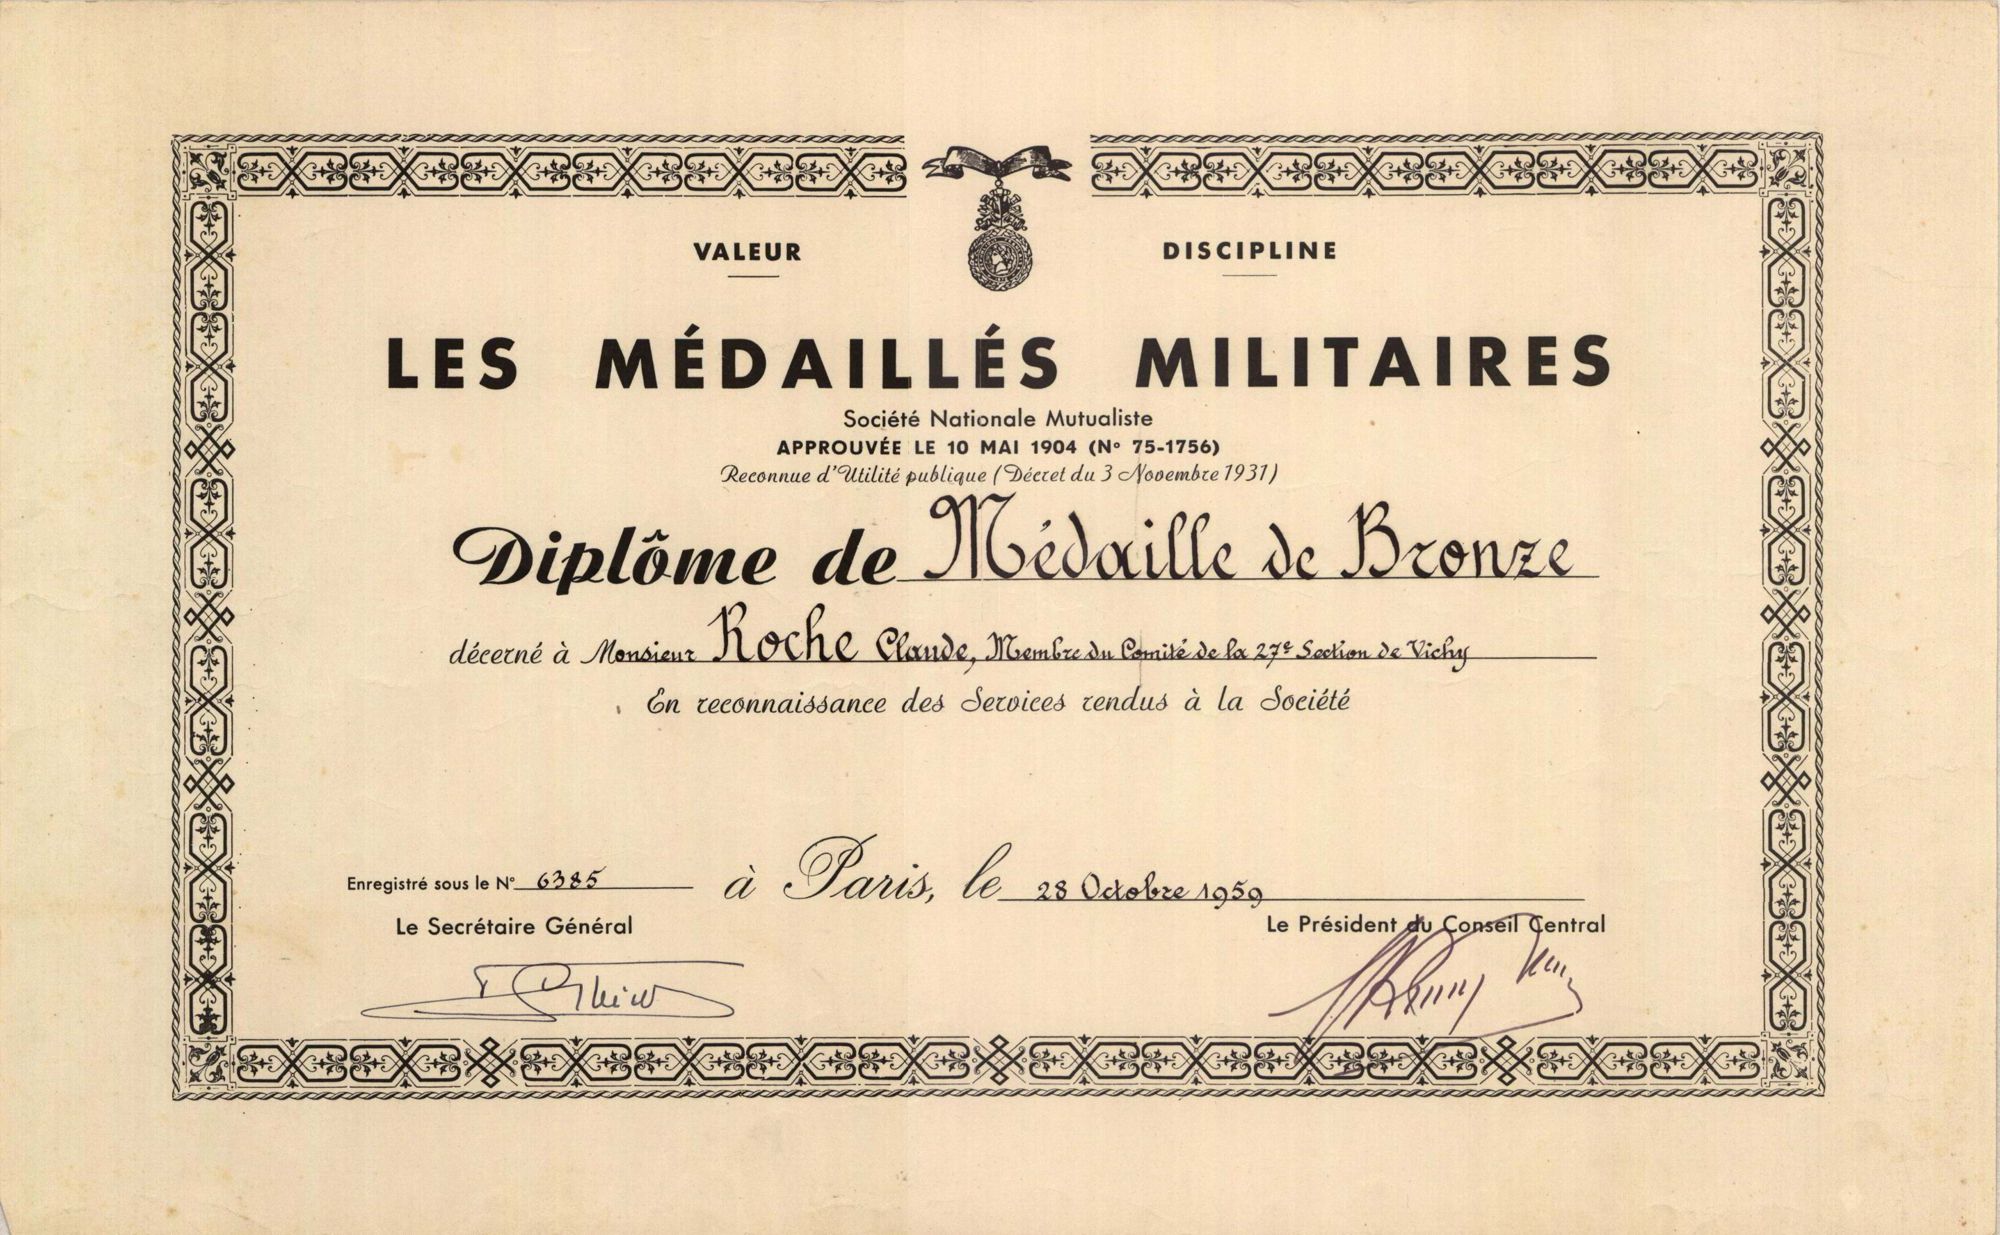 VALEUR DISCIPLINE
LES MÉDAILLÉS MILITAIRES
Société Nationale Mutualiste
APPROUVÉE LE 10 MAI 1904 (N° 75-1756)
Reconnue d'Utilité publique (Décret du 3 Novembre 1931)
Diplôme de Médaille de Bronze
décerné à Monsieur Roche Claude, Membre du Comité de la 27e Section de Vichy
En reconnaissance des Services rendus à la Société
Enregistré sous le N° 6385 à Paris, le 28 Octobre 1959
Le Secrétaire Général Le Président du Conseil Central